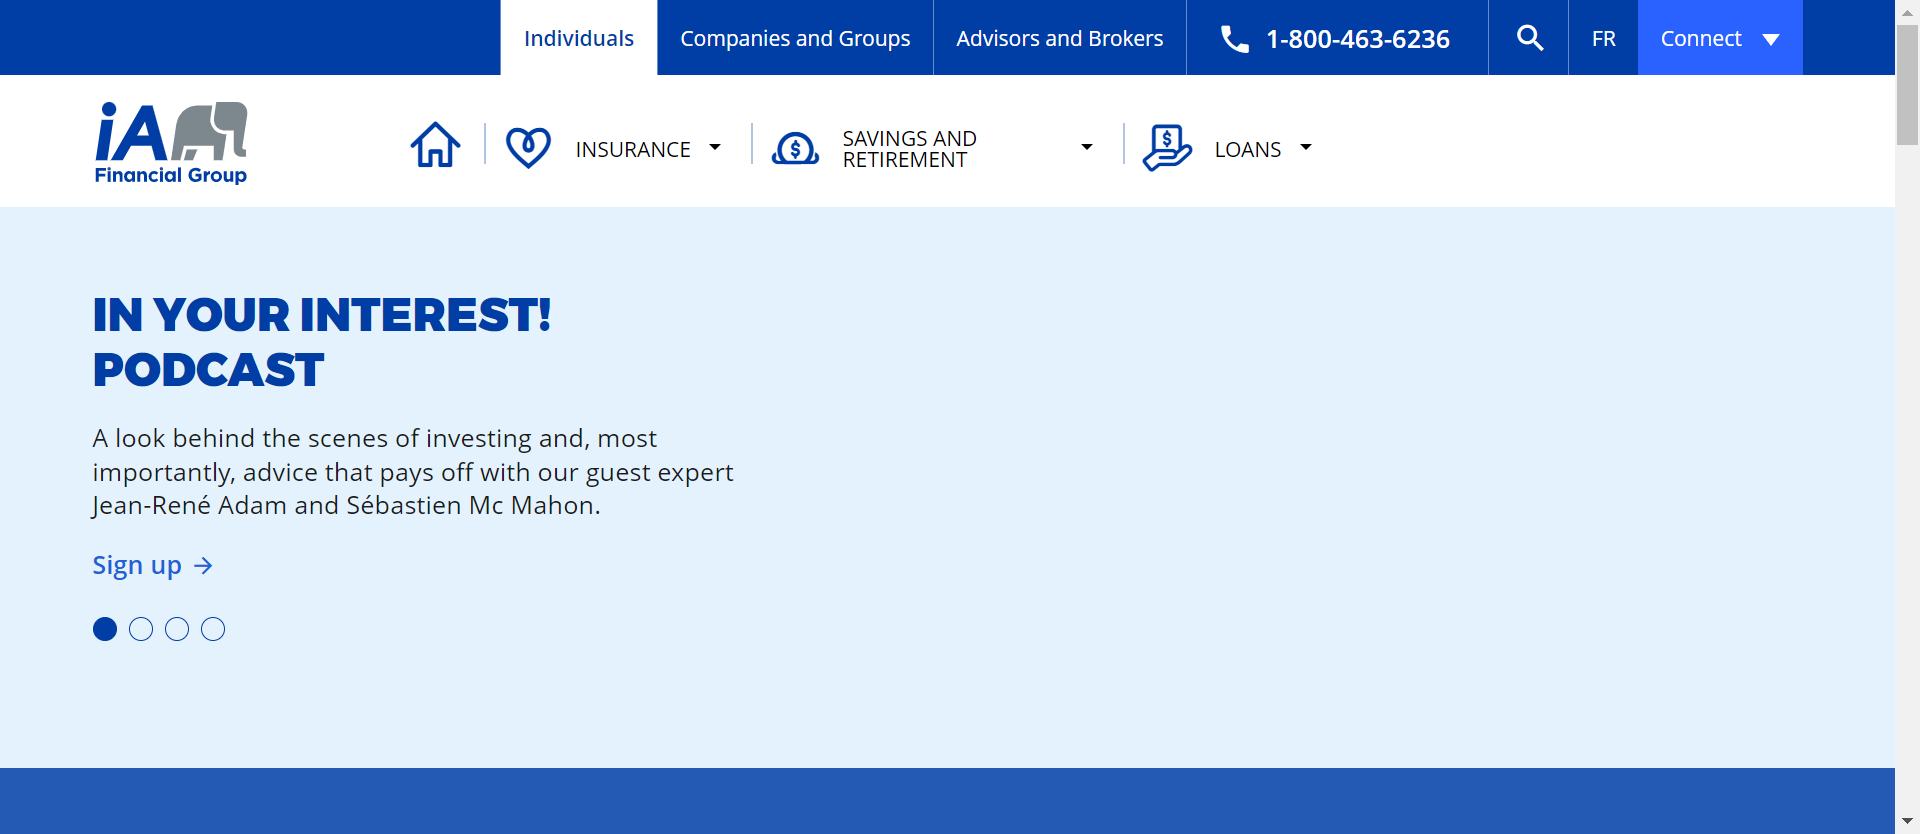 Individuals
Companies and Groups
Advisors and Brokers
1-800-463-6236
FR
Connect
iA
Financial Group
INSURANCE
SAVINGS AND
RETIREMENT
LOANS
IN YOUR INTEREST!
PODCAST
A look behind the scenes of investing and, most
importantly, advice that pays off with our guest expert
Jean-René Adam and Sébastien Mc Mahon.
Sign up